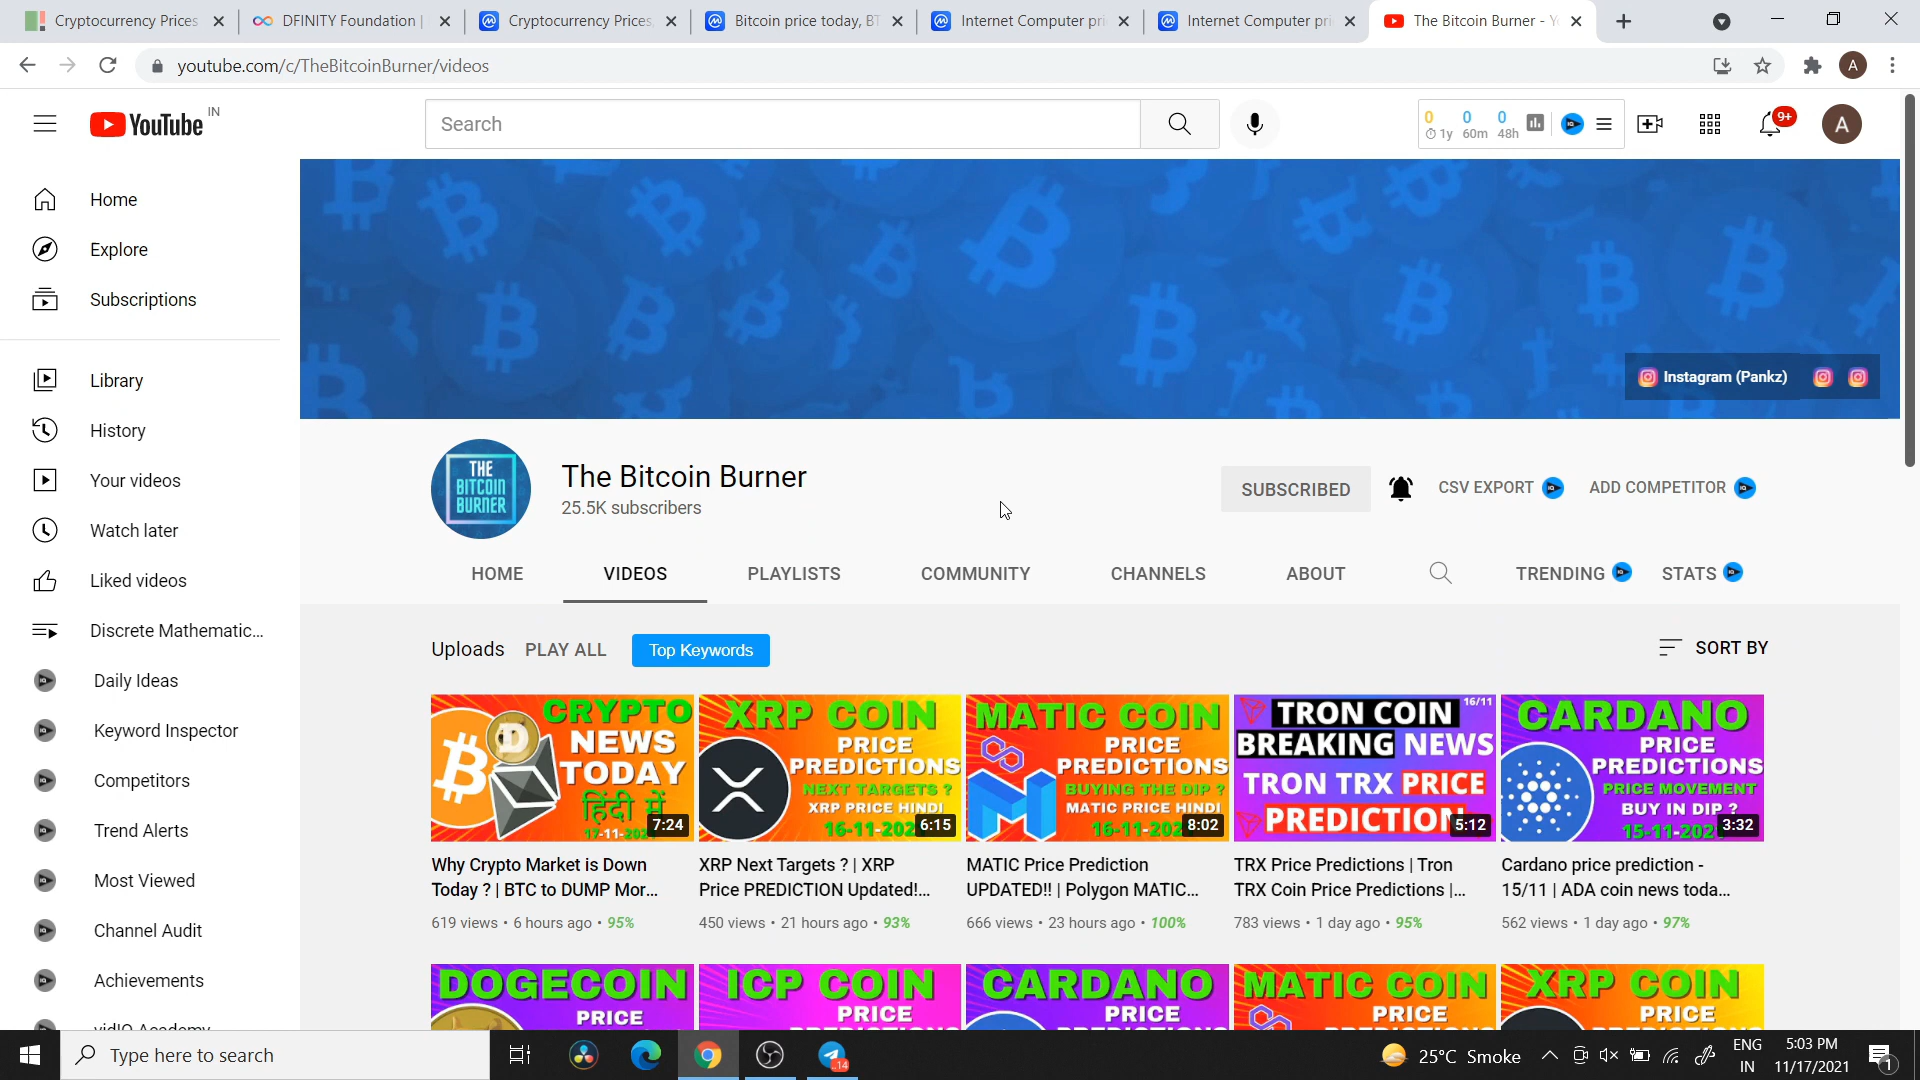 Cryptocurrency Prices
DFINITY Foundation |
Cryptocurrency Prices,
Bitcoin price today, BT
Internet Computer pri
Internet Computer pri
The Bitcoin Burner - Y
youtube.com/c/TheBitcoinBurner/videos
A
YouTube IN
Search
0 0 0
1y 60m 48h
9+
A
Home
Explore
Subscriptions
Library
History
Your videos
Watch later
Liked videos
Discrete Mathematic...
Daily Ideas
Keyword Inspector
Competitors
Trend Alerts
Most Viewed
Channel Audit
Achievements
Instagram (Pankz)
THE
BITCOIN
BURNER
The Bitcoin Burner
25.5K subscribers
SUBSCRIBED
CSV EXPORT
ADD COMPETITOR
HOME
VIDEOS
PLAYLISTS
COMMUNITY
CHANNELS
ABOUT
TRENDING
STATS
Uploads
PLAY ALL
Top Keywords
SORT BY
CRYPTO
NEWS
TODAY
हिंदी में
7:24
Why Crypto Market is Down
Today ? | BTC to DUMP Mor...
619 views • 6 hours ago • 95%
XRP COIN
PRICE
PREDICTIONS
NEXT TARGETS ?
XRP PRICE HINDI
6:15
XRP Next Targets ? | XRP
Price PREDICTION Updated!...
450 views • 21 hours ago • 93%
MATIC COIN
PRICE
PREDICTIONS
BUYING THE DIP ?
MATIC PRICE HINDI
8:02
MATIC Price Prediction
UPDATED!! | Polygon MATIC...
666 views • 23 hours ago • 100%
16/11
TRON COIN
BREAKING NEWS
TRON TRX PRICE
5:12
TRX Price Predictions | Tron
TRX Coin Price Predictions |...
783 views • 1 day ago • 95%
CARDANO
PRICE
PREDICTIONS
PRICE MOVEMENT
BUY IN DIP ?
3:32
Cardano price prediction -
15/11 | ADA coin news toda...
562 views • 1 day ago • 97%
DOGECOIN
PRICE
ICP COIN
PRICE
CARDANO
PRICE
MATIC COIN
PRICE
XRP COIN
PRICE
Type here to search
14
25°C Smoke
ENG
IN
5:03 PM
11/17/2021
1